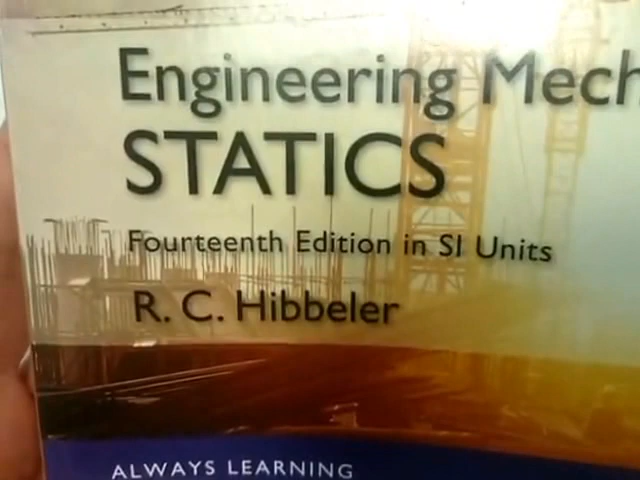 Engineering Mech
STATICS
Fourteenth Edition in SI Units
R. C. Hibbeler
ALWAYS LEARNING